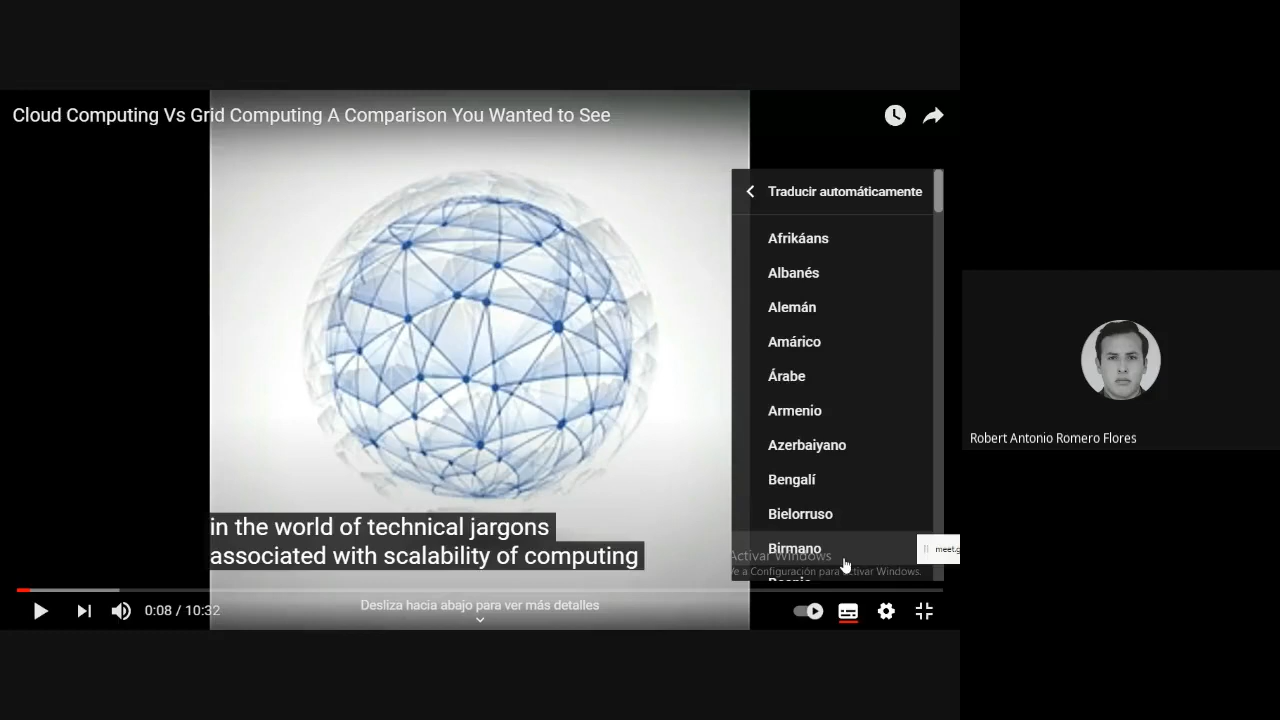 Cloud Computing Vs Grid Computing A Comparison You Wanted to See
Traducir automáticamente
Afrikáans
Albanés
Alemán
Amárico
Árabe
Armenio
Azerbaiyano
Bengalí
Bielorruso
Birmano
Activar Windows
Ve a Configuración para activar Windows.
in the world of technical jargons
associated with scalability of computing
0:08 / 10:32
Desliza hacia abajo para ver más detalles
Robert Antonio Romero Flores